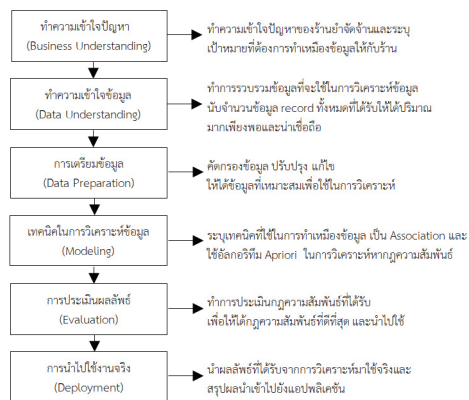 ทำความเข้าใจปัญหา
(Business Understanding)
ทำความเข้าใจปัญหาของร้านยำจัดจ้านและระบุ
เป้าหมายที่ต้องการทำเหมืองข้อมูลให้กับร้าน
ทำความเข้าใจข้อมูล
(Data Understanding)
ทำการรวบรวมข้อมูลที่จะใช้ในการวิเคราะห์ข้อมูล
นับจำนวนข้อมูล record ทั้งหมดที่ได้รับให้ได้ปริมาณ
มากเพียงพอและน่าเชื่อถือ
การเตรียมข้อมูล
(Data Preparation)
คัดกรองข้อมูล ปรับปรุง แก้ไข
ให้ได้ข้อมูลที่เหมาะสมเพื่อใช้ในการวิเคราะห์
เทคนิคในการวิเคราะห์ข้อมูล
(Modeling)
ระบุเทคนิคที่ใช้ในการทำเหมืองข้อมูล เป็น Association และ
ใช้อัลกอริทึม Apriori ในการวิเคราะห์หากฎความสัมพันธ์
การประเมินผลลัพธ์
(Evaluation)
ทำการประเมินกฎความสัมพันธ์ที่ได้รับ
เพื่อให้ได้กฎความสัมพันธ์ที่ดีที่สุด และนำไปใช้
การนำไปใช้งานจริง
(Deployment)
นำผลลัพธ์ที่ได้รับจากการวิเคราะห์มาใช้จริงและ
สรุปผลนำเข้าไปยังแอปพลิเคชัน